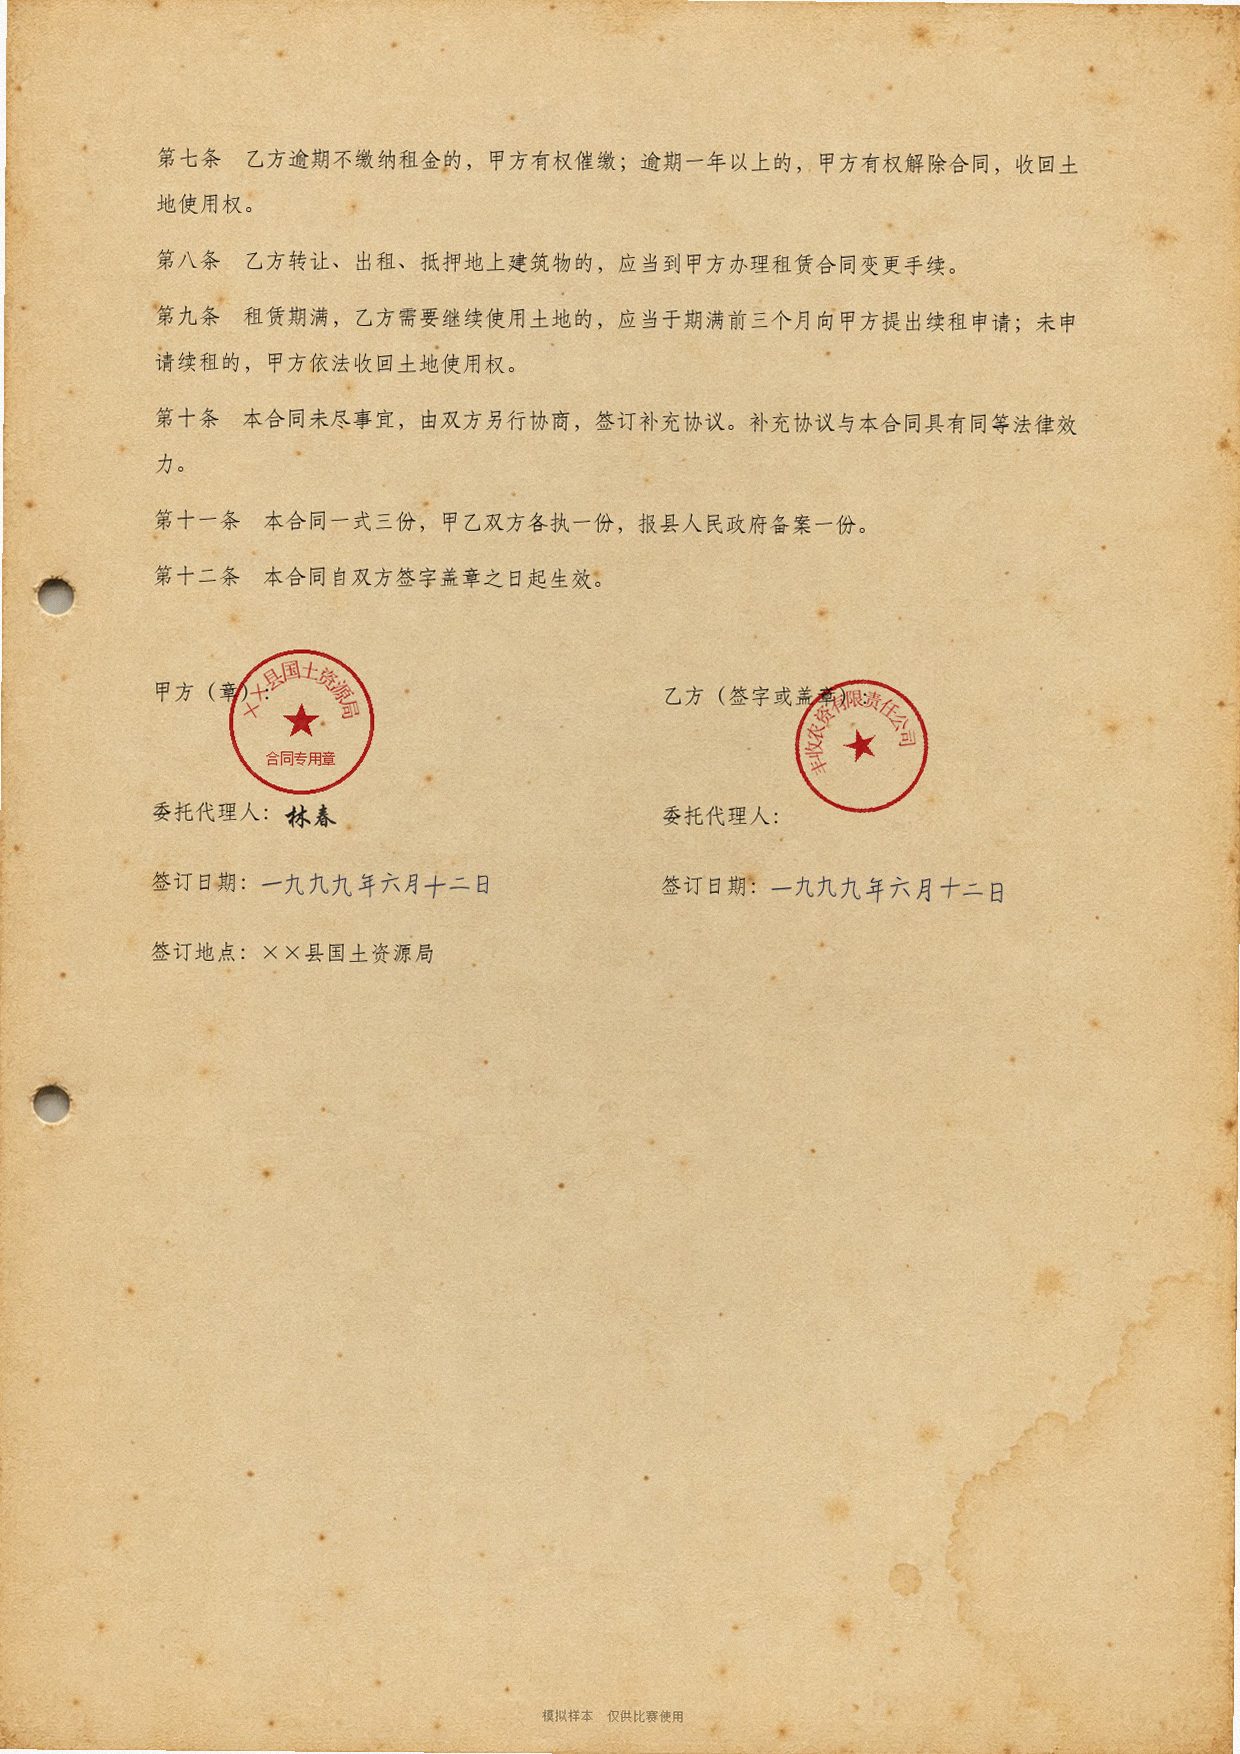 第七条　乙方逾期不缴纳租金的，甲方有权催缴；逾期一年以上的，甲方有权解除合同，收回土
地使用权。
第八条　乙方转让、出租、抵押地上建筑物的，应当到甲方办理租赁合同变更手续。
第九条　租赁期满，乙方需要继续使用土地的，应当于期满前三个月向甲方提出续租申请；未申
请续租的，甲方依法收回土地使用权。
第十条　本合同未尽事宜，由双方另行协商，签订补充协议。补充协议与本合同具有同等法律效
力。
第十一条　本合同一式三份，甲乙双方各执一份，报县人民政府备案一份。
第十二条　本合同自双方签字盖章之日起生效。
甲方（章）：
××县国土资源局
合同专用章
乙方（签字或盖章）：
丰收农资有限责任公司
委托代理人：林春
委托代理人：
签订日期：一九九九年六月十二日
签订日期：一九九九年六月十二日
签订地点：××县国土资源局
模拟样本　仅供比赛使用